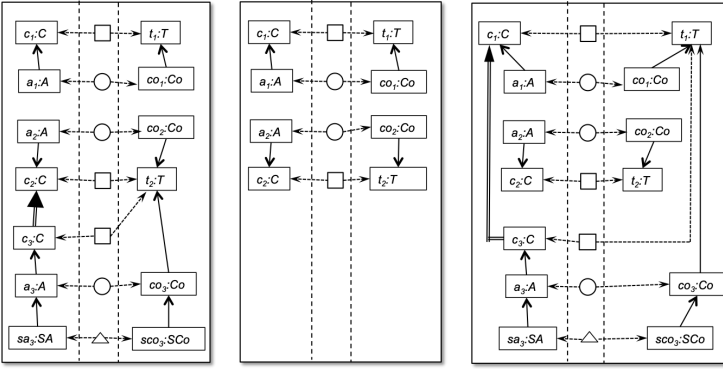 c1:C t1:T
a1:A co1:Co
a2:A co2:Co
c2:C t2:T
c3:C
a3:A co3:Co
sa3:SA sco3:SCo
c1:C t1:T
a1:A co1:Co
a2:A co2:Co
c2:C t2:T
c1:C t1:T
a1:A co1:Co
a2:A co2:Co
c2:C t2:T
c3:C
a3:A co3:Co
sa3:SA sco3:SCo